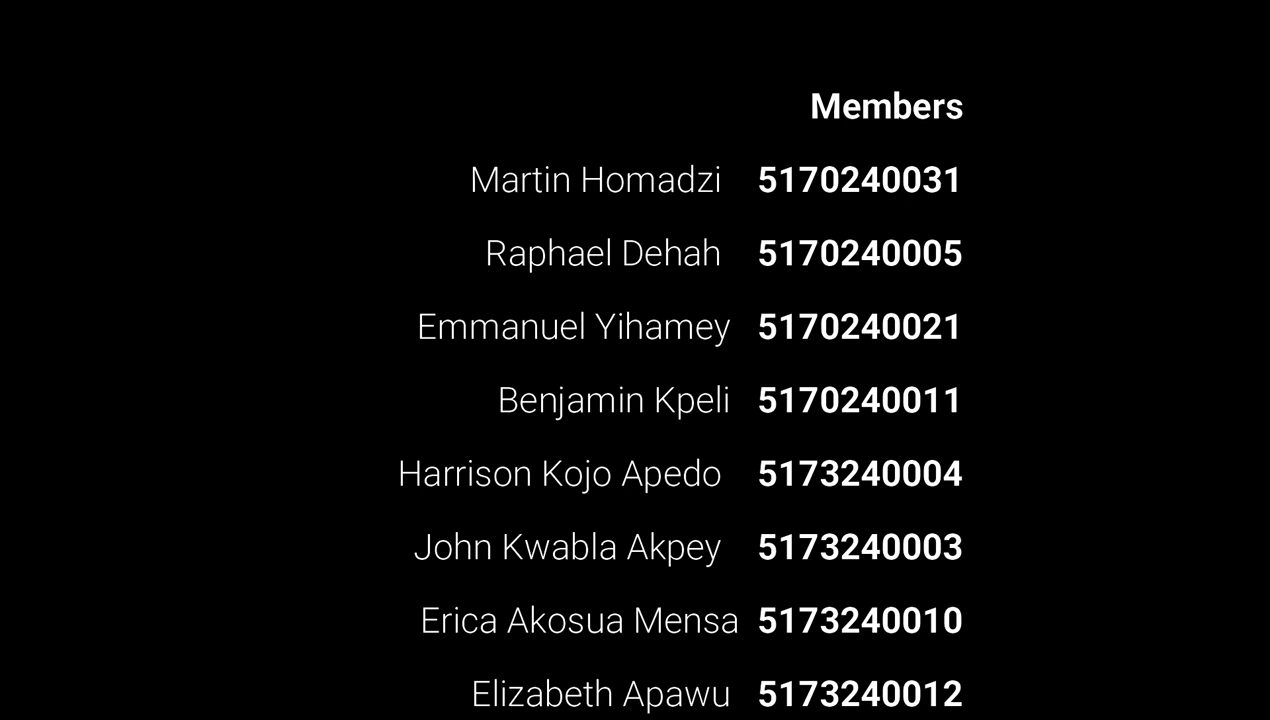 Members
Martin Homadzi 5170240031
Raphael Dehah 5170240005
Emmanuel Yihamey 5170240021
Benjamin Kpeli 5170240011
Harrison Kojo Apedo 5173240004
John Kwabla Akpey 5173240003
Erica Akosua Mensa 5173240010
Elizabeth Apawu 5173240012